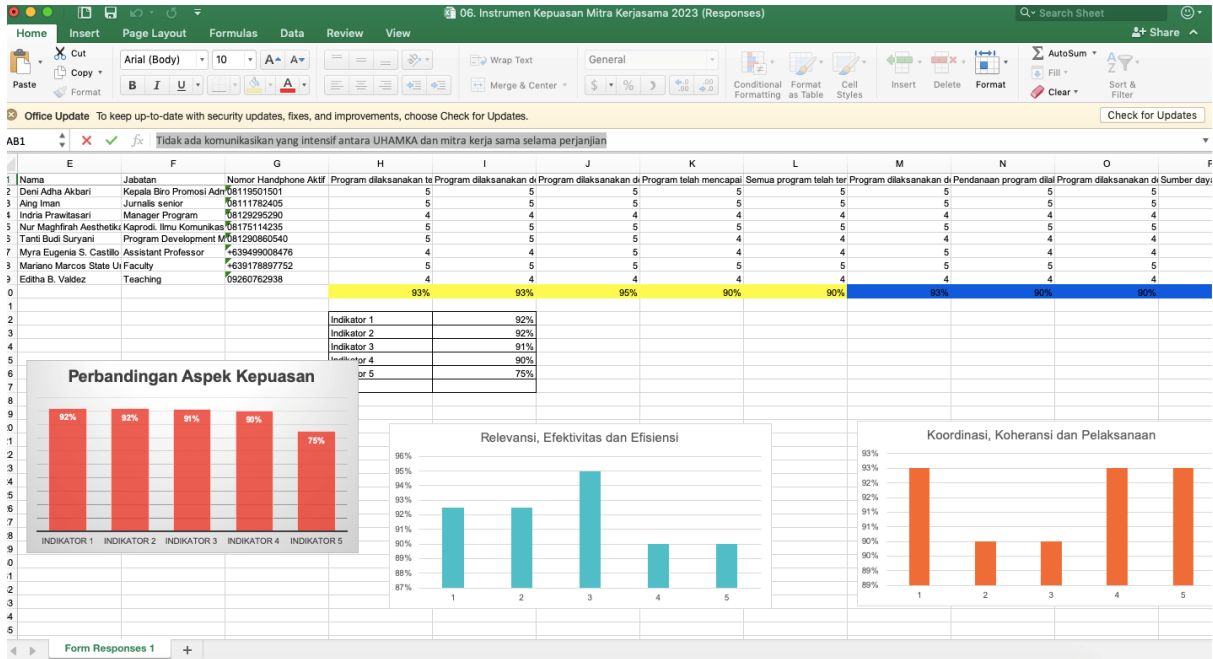 06. Instrumen Kepuasan Mitra Kerjasama 2023 (Responses)
Search Sheet
Home Insert Page Layout Formulas Data Review View
Share
Paste
Cut
Copy
Format
Arial (Body) 10
Wrap Text
Merge & Center
General
Conditional Formatting
Format as Table
Cell Styles
Insert Delete Format
AutoSum
Fill
Clear
Sort & Filter
Office Update To keep up-to-date with security updates, fixes, and improvements, choose Check for Updates.
Check for Updates
AB1 fx Tidak ada komunikasikan yang intensif antara UHAMKA dan mitra kerja sama selama perjanjian
E F G H I J K L M N O P
Nama Jabatan Nomor Handphone Aktif Program dilaksanakan te Program dilaksanakan d Program dilaksanakan di Program telah mencapai Semua program telah ter Program dilaksanakan d Pendanaan program dilal Program dilaksanakan d Sumber daya
Deni Adha Akbari Kepala Biro Promosi Adm 08119501501 5 5 5 5 5 5 5 5
Aing Iman Jurnalis senior 08111782405 5 5 5 5 5 5 5 5
Indria Prawitasari Manager Program 08129295290 4 4 4 4 4 4 4 4
Nur Maghfirah Aesthetika Kaprodi. Ilmu Komunikas 08175114235 5 5 5 5 5 5 5 5
Tanti Budi Suryani Program Development M 081290860540 5 5 5 4 4 4 4 4
Myra Eugenia S. Castillo Assistant Professor +639499008476 4 4 5 4 4 5 4 4
Mariano Marcos State Un Faculty +639178897752 5 5 5 5 5 5 5 5
Editha B. Valdez Teaching 09260762938 4 4 4 4 4 4 4 4
93% 93% 95% 90% 90% 93% 90% 90%
Indikator 1 92%
Indikator 2 92%
Indikator 3 91%
Indikator 4 90%
or 5 75%
Perbandingan Aspek Kepuasan
92% 92% 91% 90% 75%
INDIKATOR 1 INDIKATOR 2 INDIKATOR 3 INDIKATOR 4 INDIKATOR 5
Relevansi, Efektivitas dan Efisiensi
96%
95%
94%
93%
92%
91%
90%
89%
88%
87%
1 2 3 4 5
Koordinasi, Koheransi dan Pelaksanaan
93%
93%
92%
92%
91%
91%
90%
90%
89%
89%
1 2 3 4 5
Form Responses 1 +